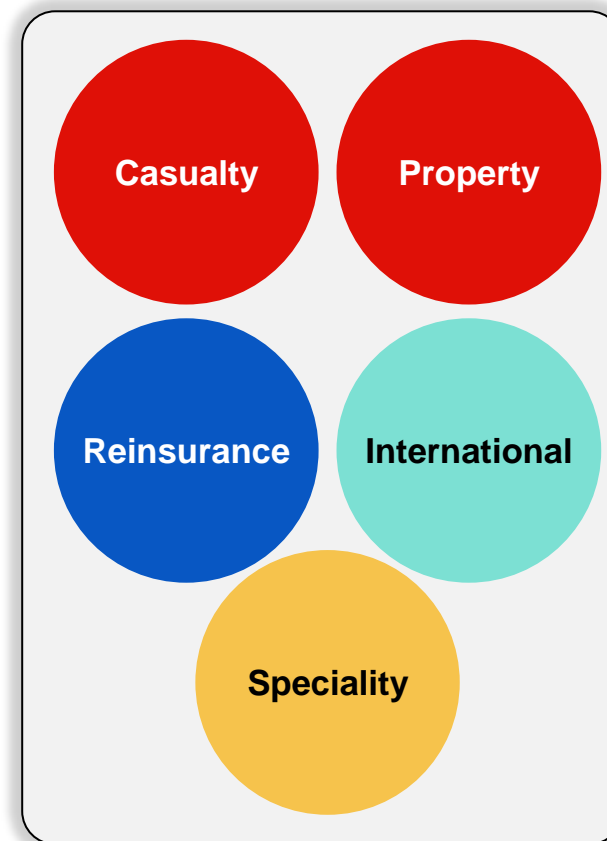 Casualty
Property
Reinsurance
International
Speciality